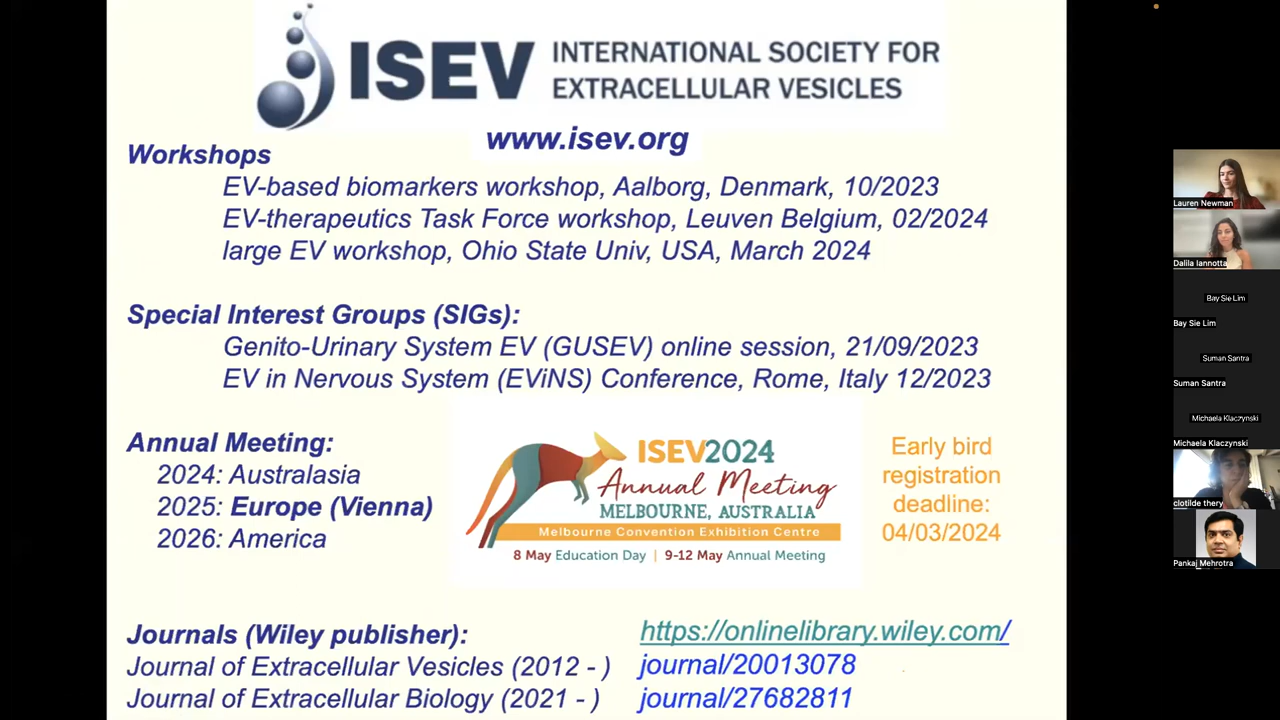 ISEV
INTERNATIONAL SOCIETY FOR
EXTRACELLULAR VESICLES
www.isev.org
Workshops
EV-based biomarkers workshop, Aalborg, Denmark, 10/2023
EV-therapeutics Task Force workshop, Leuven Belgium, 02/2024
large EV workshop, Ohio State Univ, USA, March 2024
Special Interest Groups (SIGs):
Genito-Urinary System EV (GUSEV) online session, 21/09/2023
EV in Nervous System (EViNS) Conference, Rome, Italy 12/2023
Annual Meeting:
2024: Australasia
2025: Europe (Vienna)
2026: America
ISEV2024
Annual Meeting
MELBOURNE, AUSTRALIA
Melbourne Convention Exhibition Centre
8 May Education Day | 9-12 May Annual Meeting
Early bird
registration
deadline:
04/03/2024
Journals (Wiley publisher):
https://onlinelibrary.wiley.com/
Journal of Extracellular Vesicles (2012 - )
journal/20013078
Journal of Extracellular Biology (2021 - )
journal/27682811
Lauren Newman
Dalila Iannotta
Bay Sie Lim
Bay Sie Lim
Suman Santra
Suman Santra
Michaela Klaczynski
Michaela Klaczynski
clotilde thery
Pankaj Mehrotra